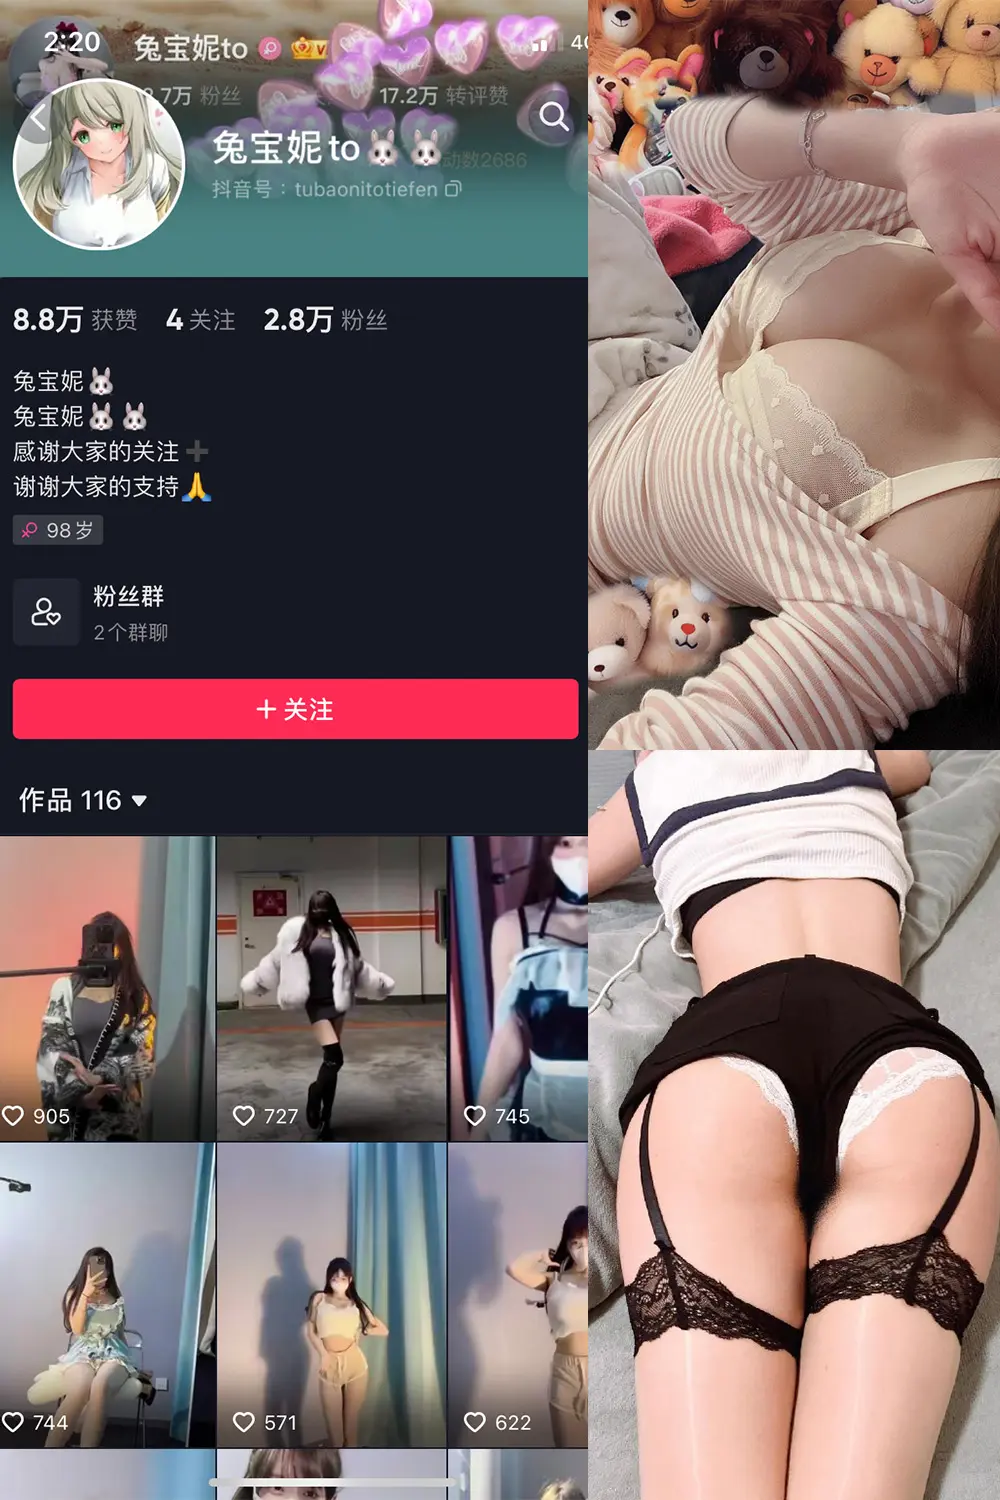 2:20
兔宝妮to
V
4
.7万 粉丝
17.2万 转评赞
兔宝妮to🐰🐰
动数2686
抖音号：tubaonitotiefen
8.8万 获赞 4 关注 2.8万 粉丝
兔宝妮🐰
兔宝妮🐰🐰
感谢大家的关注➕
谢谢大家的支持🙏
98岁
粉丝群
2个群聊
+ 关注
作品 116
905
727
745
744
571
622